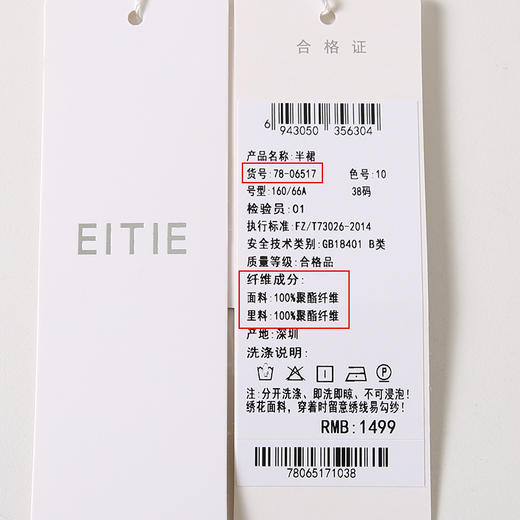 EITIE
合格证
6 943050 356304
产品名称:半裙
货号:78-06517 色号:10
号型:160/66A 38码
检验员:01
执行标准:FZ/T73026-2014
安全技术类别:GB18401 B类
质量等级:合格品
纤维成分:
面料:100%聚酯纤维
里料:100%聚酯纤维
产地:深圳
洗涤说明:
P
注:分开洗涤、即洗即晾、不可浸泡!
绣花面料,穿着时留意绣线易勾纱!
RMB:1499
78065171038